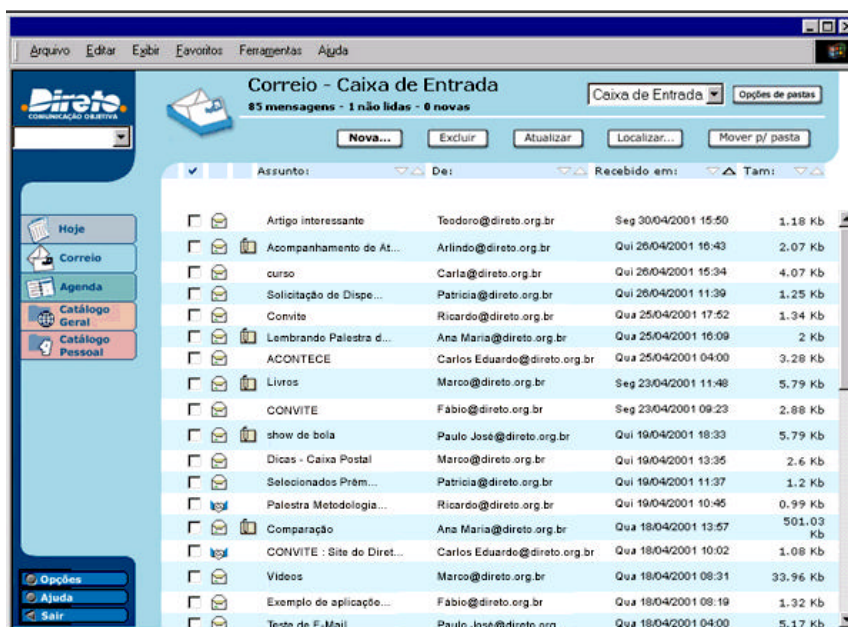 Arquivo Editar Exibir Favoritos Ferramentas Ajuda
Direto.
COMUNICAÇÃO OBJETIVA
Correio - Caixa de Entrada
85 mensagens - 1 não lidas - 0 novas
Caixa de Entrada Opções de pastas
Nova... Excluir Atualizar Localizar... Mover p/ pasta
Assunto: De: Recebido em: Tam:
Hoje
Correio
Agenda
Catálogo
Geral
Catálogo
Pessoal
Artigo interessante Teodoro@direto.org.br Seg 30/04/2001 15:50 1.18 Kb
Acompanhamento de At... Arlindo@direto.org.br Qui 26/04/2001 16:43 2.07 Kb
curso Carla@direto.org.br Qui 26/04/2001 15:34 4.07 Kb
Solicitação de Dispe... Patricia@direto.org.br Qui 26/04/2001 11:39 1.25 Kb
Convite Ricardo@direto.org.br Qua 25/04/2001 17:52 1.34 Kb
Lembrando Palestra d... Ana Maria@direto.org.br Qua 25/04/2001 16:09 2 Kb
ACONTECE Carlos Eduardo@direto.org.br Qua 25/04/2001 04:00 3.28 Kb
Livros Marco@direto.org.br Seg 23/04/2001 11:48 5.79 Kb
CONVITE Fábio@direto.org.br Seg 23/04/2001 09:23 2.88 Kb
show de bola Paulo José@direto.org.br Qui 19/04/2001 18:33 5.79 Kb
Dicas - Caixa Postal Marco@direto.org.br Qui 19/04/2001 13:35 2.6 Kb
Selecionados Prêm... Patricia@direto.org.br Qui 19/04/2001 11:37 1.2 Kb
Palestra Metodologia... Ricardo@direto.org.br Qui 19/04/2001 10:45 0.99 Kb
Comparação Ana Maria@direto.org.br Qua 18/04/2001 13:57 501.03
Kb
CONVITE : Site do Diret... Carlos Eduardo@direto.org.br Qua 18/04/2001 10:02 1.08 Kb
Videos Marco@direto.org.br Qua 18/04/2001 08:31 33.96 Kb
Exemplo de aplicaçõe... Fábio@direto.org.br Qua 18/04/2001 08:19 1.32 Kb
Teste de E-Mail Paulo José@direto.org Qua 18/04/2001 04:00 5.17 Kb
Opções
Ajuda
Sair